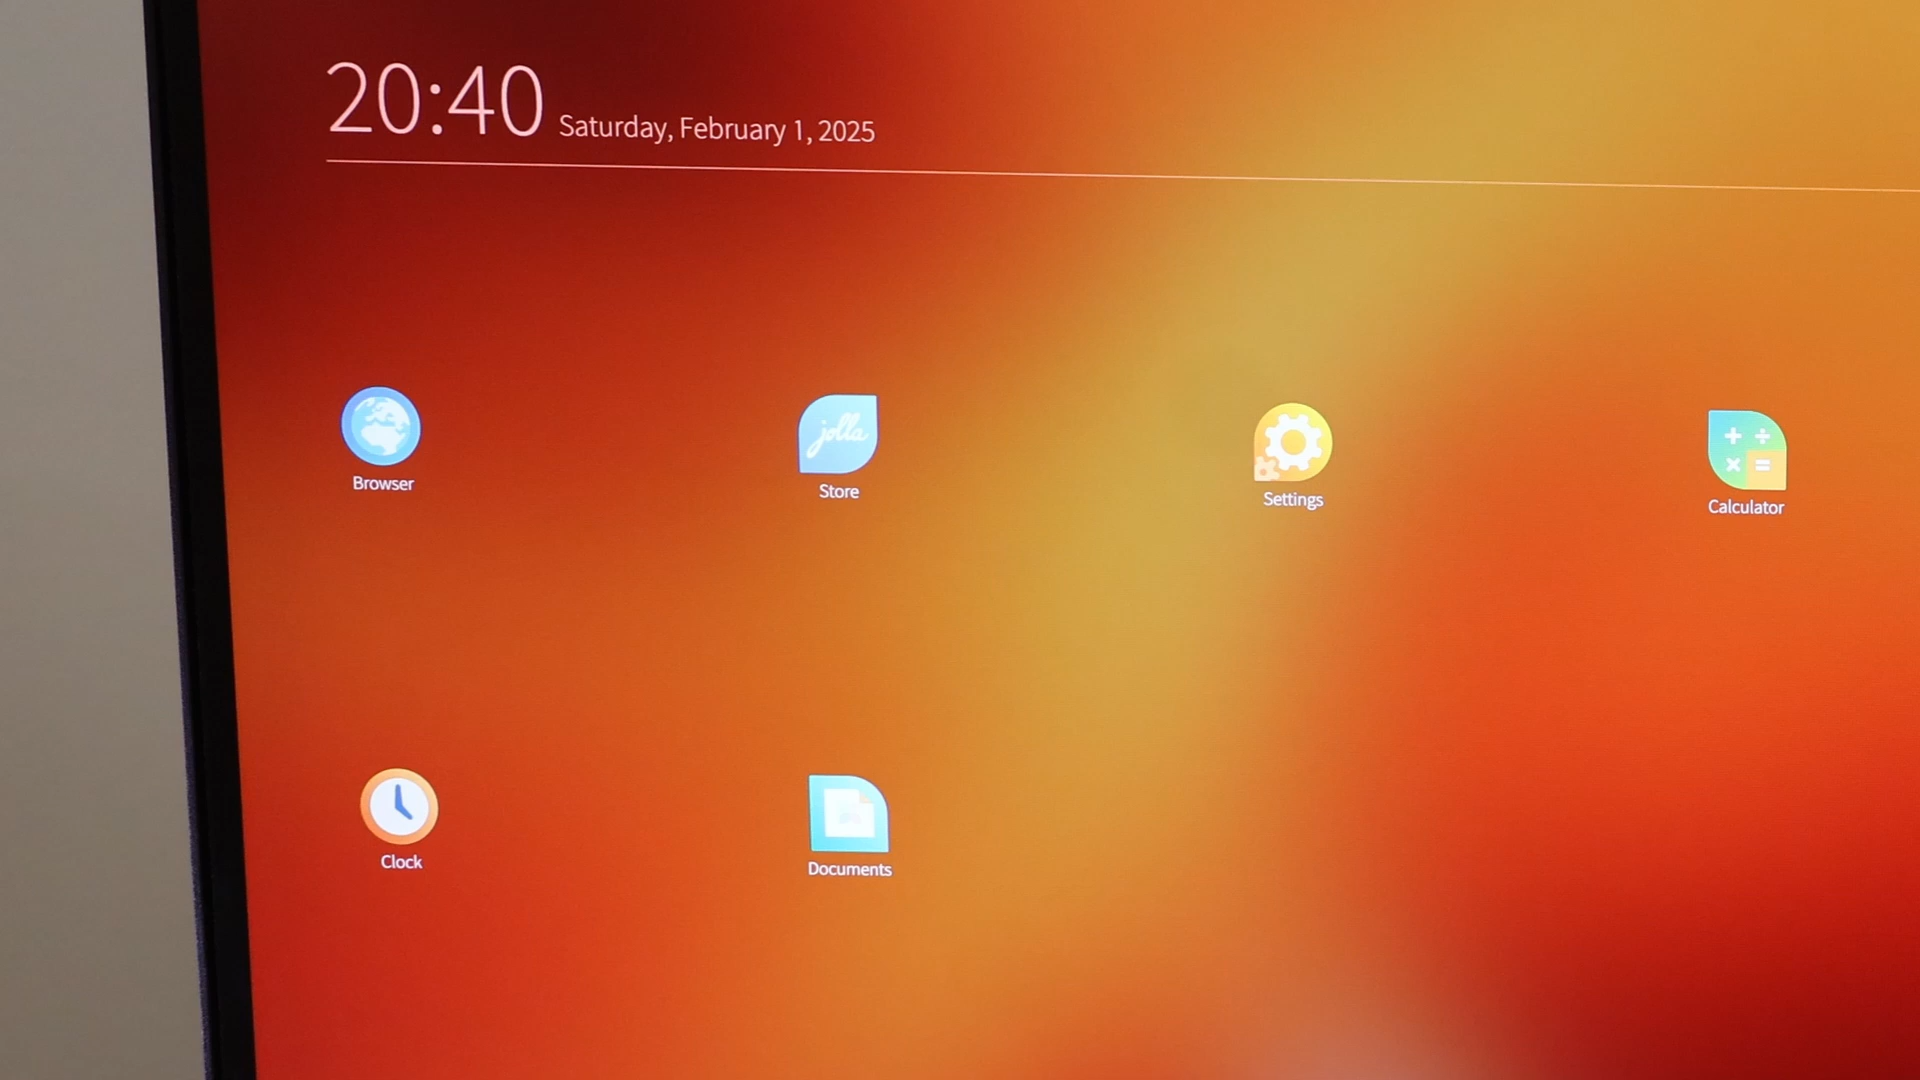 20:40 Saturday, February 1, 2025
Browser
jolla
Store
Settings
Calculator
Clock
Documents